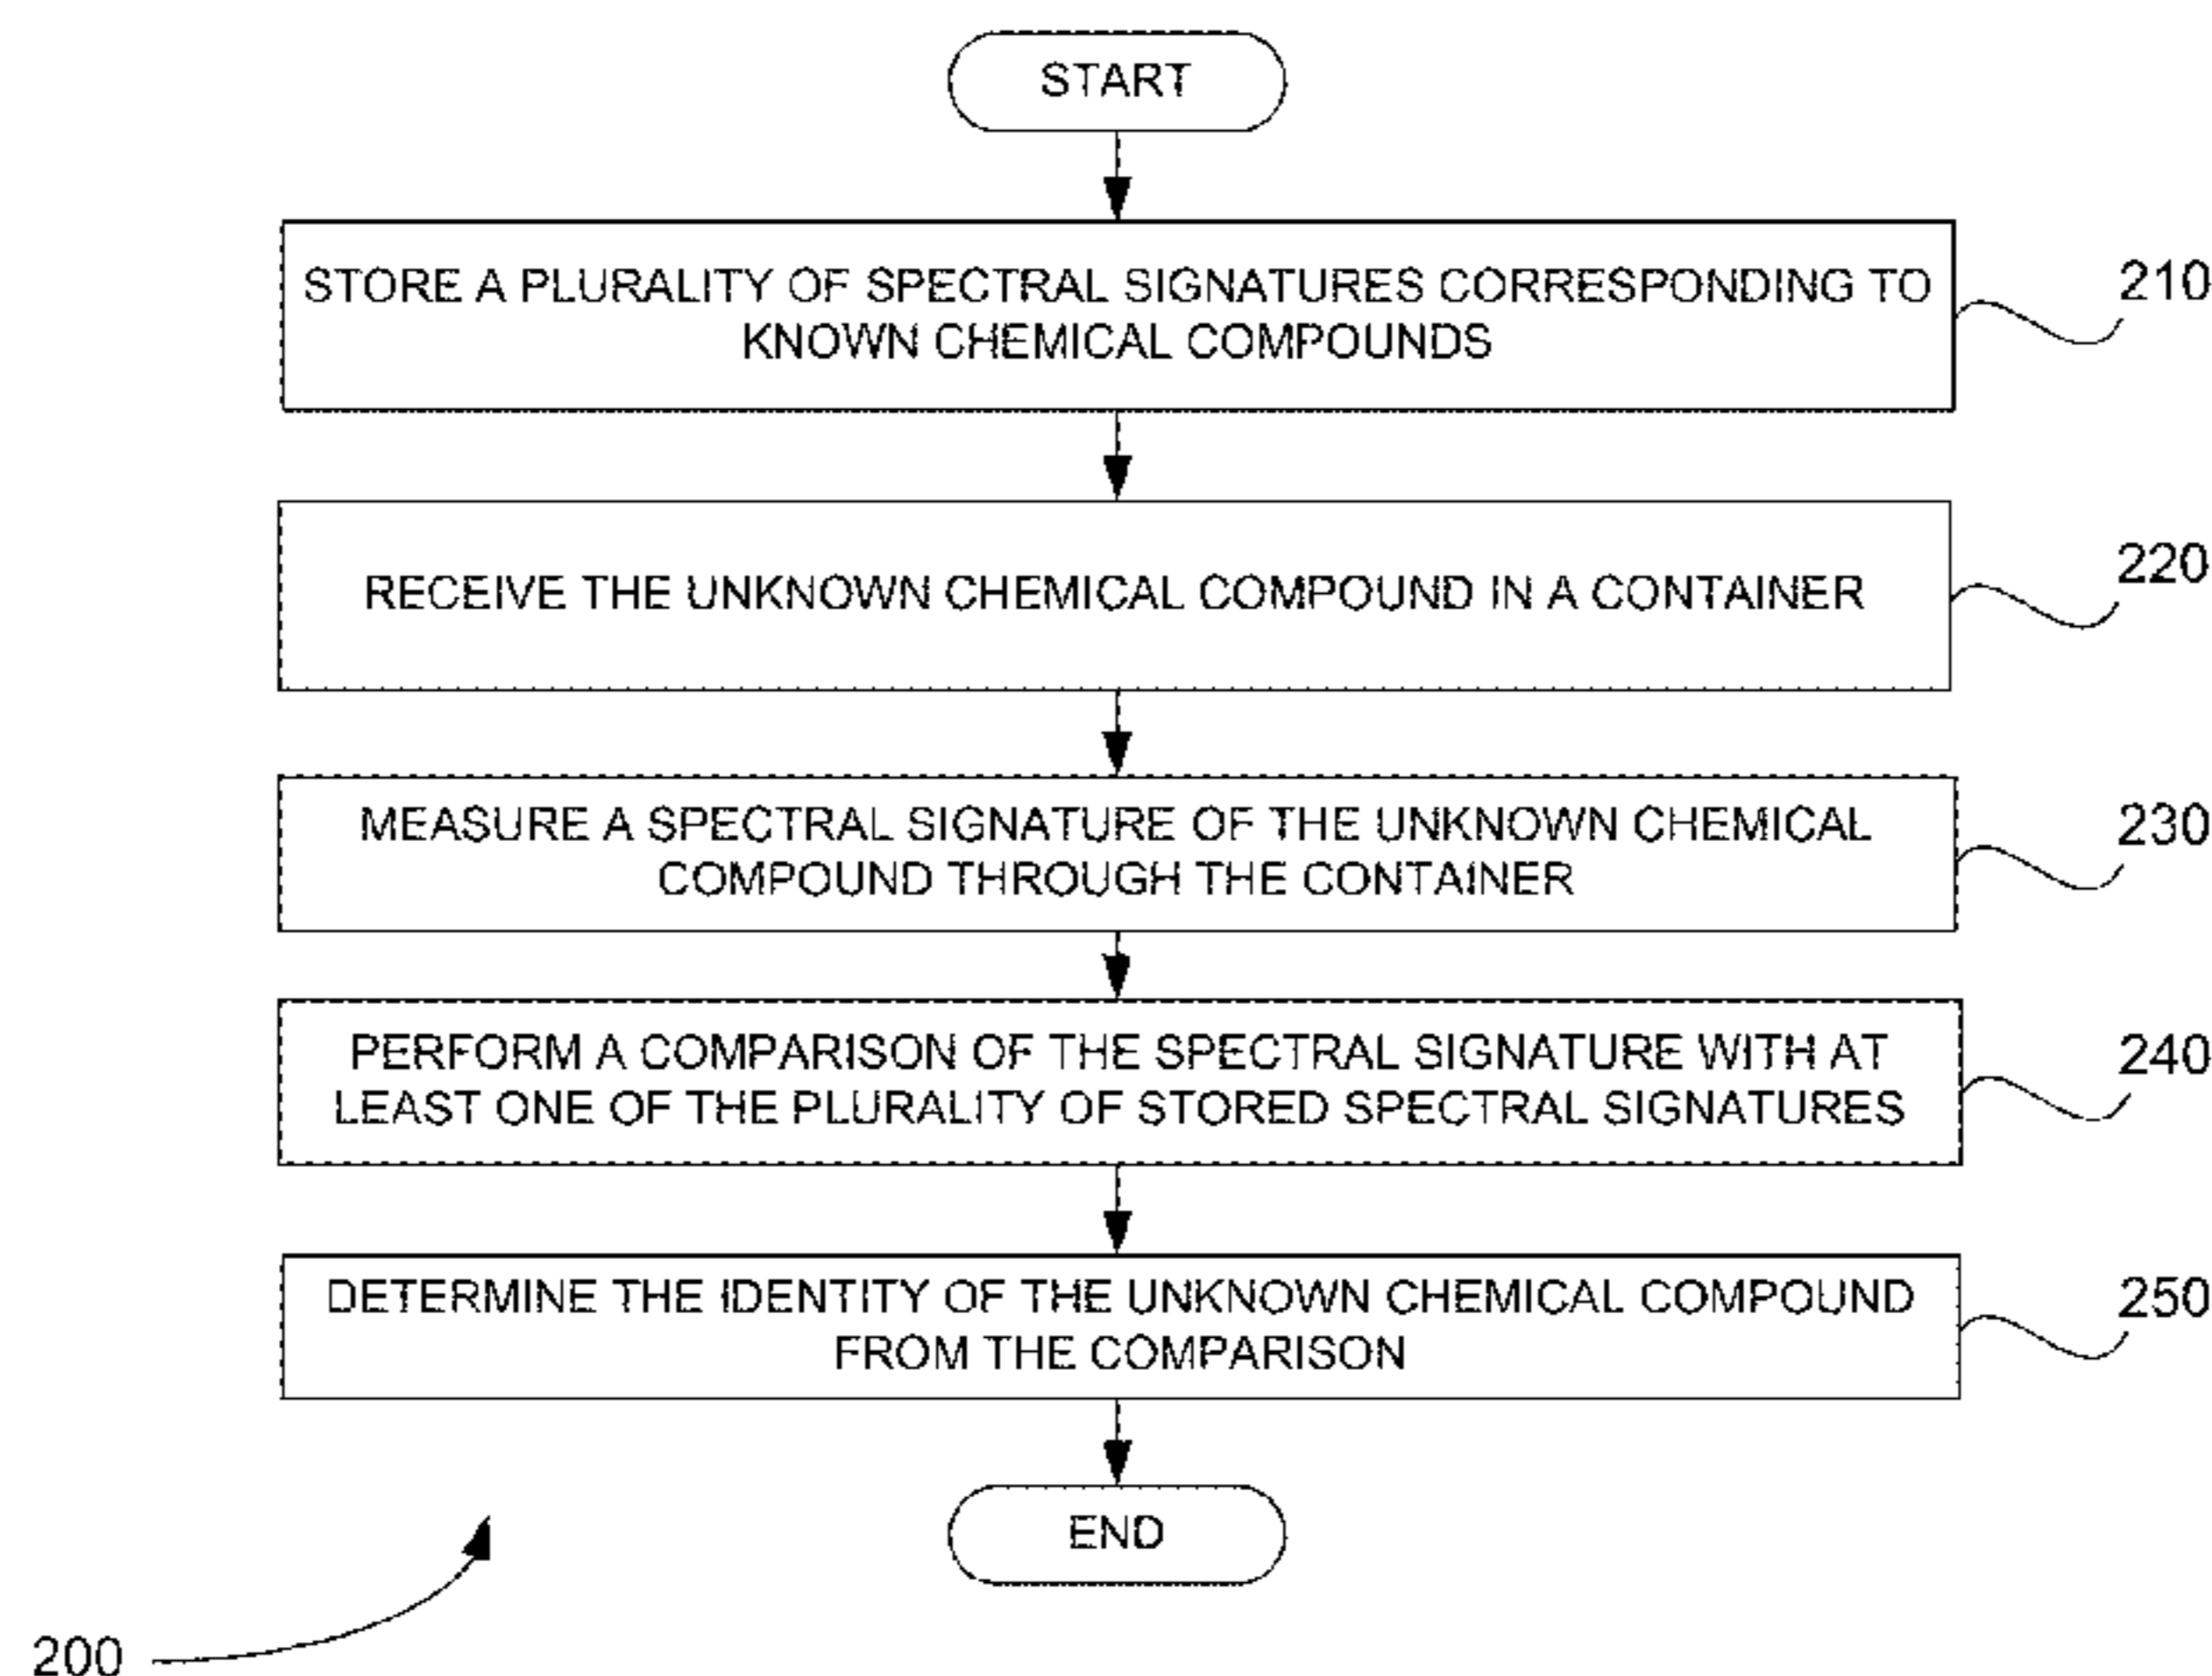 START
STORE A PLURALITY OF SPECTRAL SIGNATURES CORRESPONDING TO
KNOWN CHEMICAL COMPOUNDS
210
RECEIVE THE UNKNOWN CHEMICAL COMPOUND IN A CONTAINER
220
MEASURE A SPECTRAL SIGNATURE OF THE UNKNOWN CHEMICAL
COMPOUND THROUGH THE CONTAINER
230
PERFORM A COMPARISON OF THE SPECTRAL SIGNATURE WITH AT
LEAST ONE OF THE PLURALITY OF STORED SPECTRAL SIGNATURES
240
DETERMINE THE IDENTITY OF THE UNKNOWN CHEMICAL COMPOUND
FROM THE COMPARISON
250
END
200